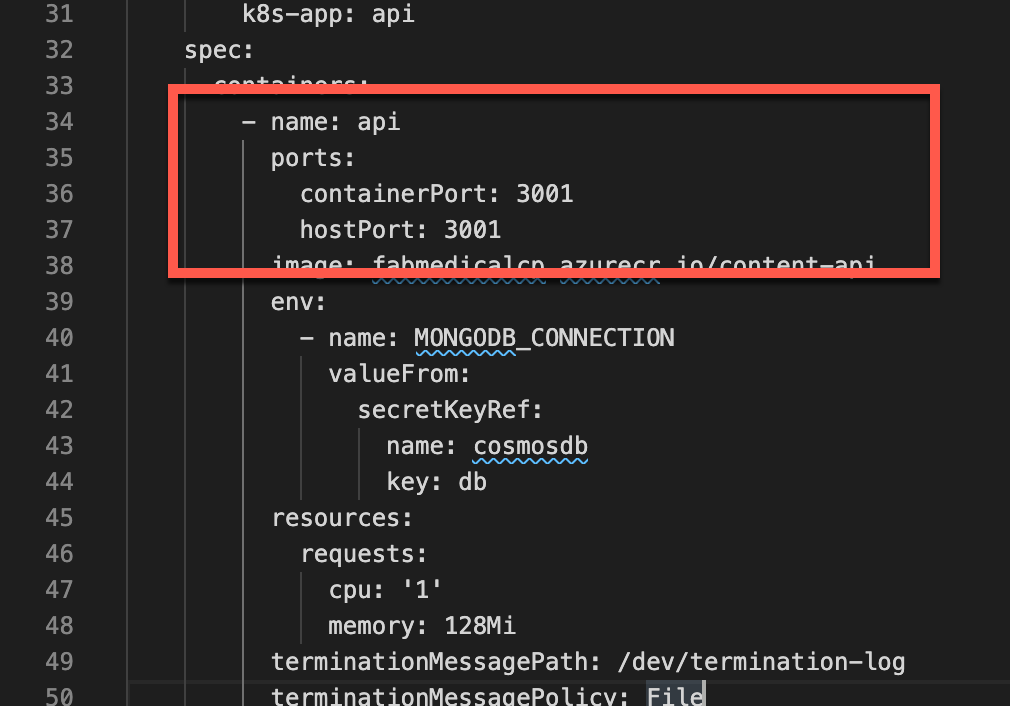 31 k8s-app: api
32 spec:
33 containers:
34 - name: api
35 ports:
36 containerPort: 3001
37 hostPort: 3001
38 image: fabmedicalcp.azurecr.io/content-api
39 env:
40 - name: MONGODB_CONNECTION
41 valueFrom:
42 secretKeyRef:
43 name: cosmosdb
44 key: db
45 resources:
46 requests:
47 cpu: '1'
48 memory: 128Mi
49 terminationMessagePath: /dev/termination-log
50 terminationMessagePolicy: File